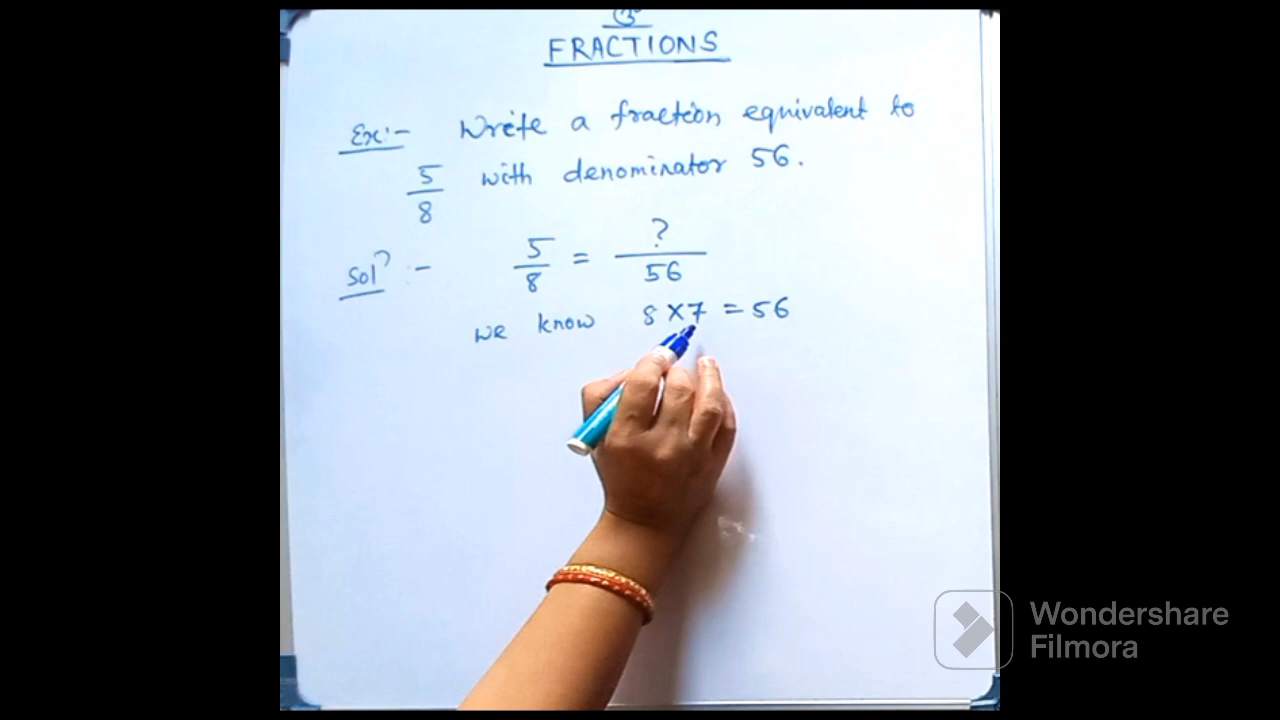 3
FRACTIONS
Ex:- Write a fraction equivalent to
5/8 with denominator 56.
Sol? :- 5/8 = ?/56
we know 8×7 = 56
Wondershare
Filmora